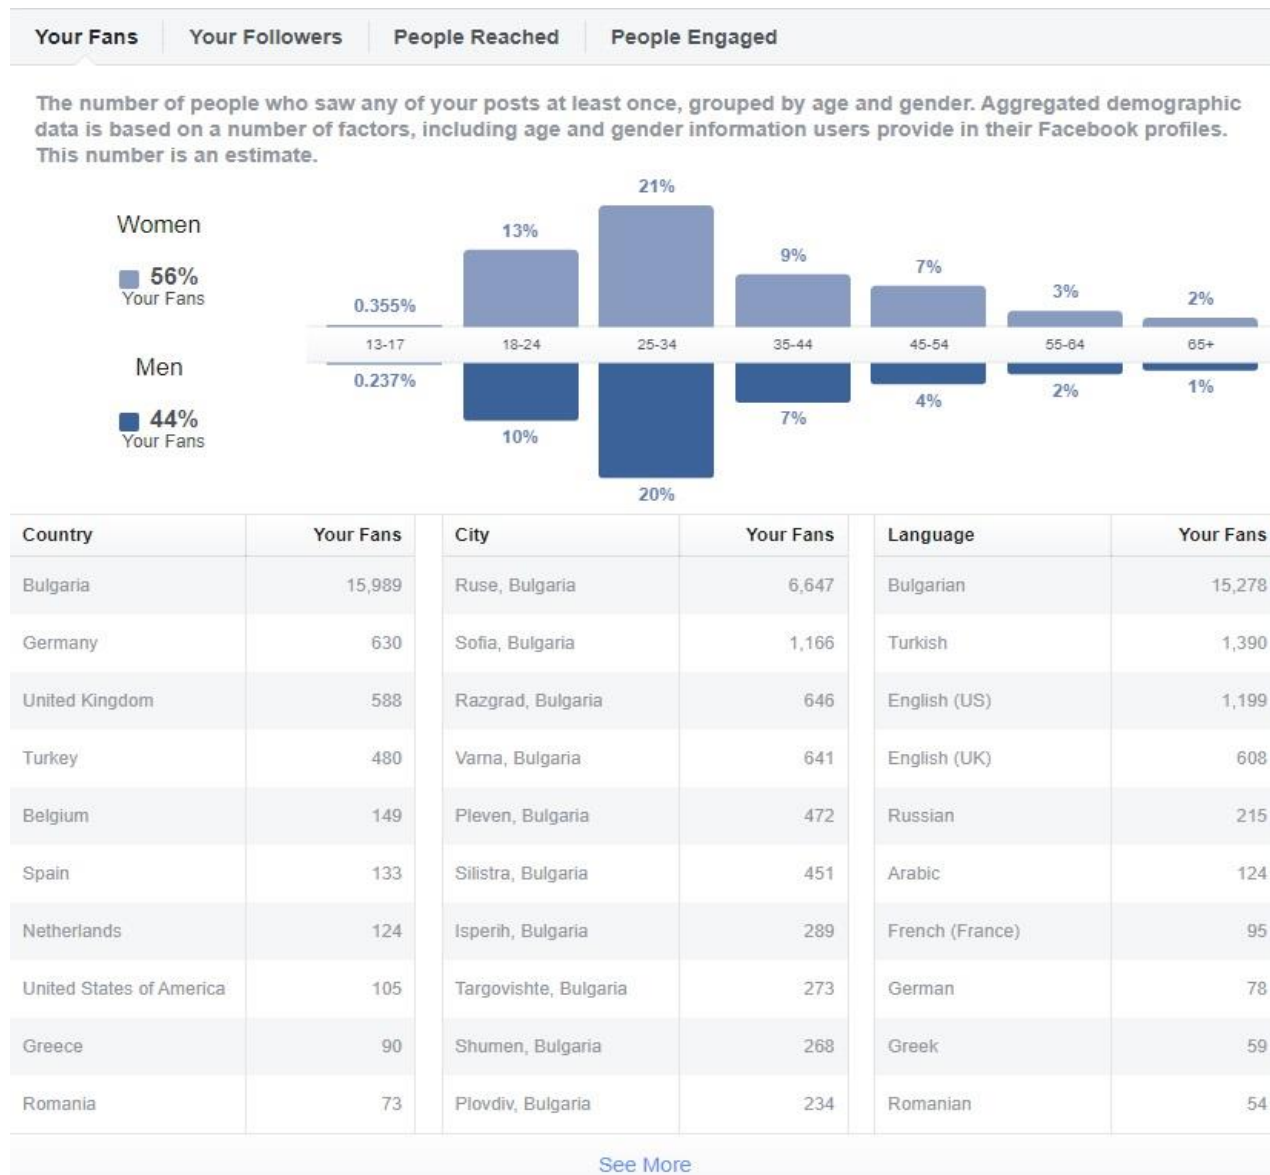 Your Fans Your Followers People Reached People Engaged
The number of people who saw any of your posts at least once, grouped by age and gender. Aggregated demographic
data is based on a number of factors, including age and gender information users provide in their Facebook profiles.
This number is an estimate.
Women
56%
Your Fans
0.355% 13% 21% 9% 7% 3% 2%
13-17 18-24 25-34 35-44 45-54 55-64 65+
Men
44%
Your Fans
0.237% 10% 20% 7% 4% 2% 1%
Country Your Fans City Your Fans Language Your Fans
Bulgaria 15,989 Ruse, Bulgaria 6,647 Bulgarian 15,278
Germany 630 Sofia, Bulgaria 1,166 Turkish 1,390
United Kingdom 588 Razgrad, Bulgaria 646 English (US) 1,199
Turkey 480 Varna, Bulgaria 641 English (UK) 608
Belgium 149 Pleven, Bulgaria 472 Russian 215
Spain 133 Silistra, Bulgaria 451 Arabic 124
Netherlands 124 Isperih, Bulgaria 289 French (France) 95
United States of America 105 Targovishte, Bulgaria 273 German 78
Greece 90 Shumen, Bulgaria 268 Greek 59
Romania 73 Plovdiv, Bulgaria 234 Romanian 54
See More